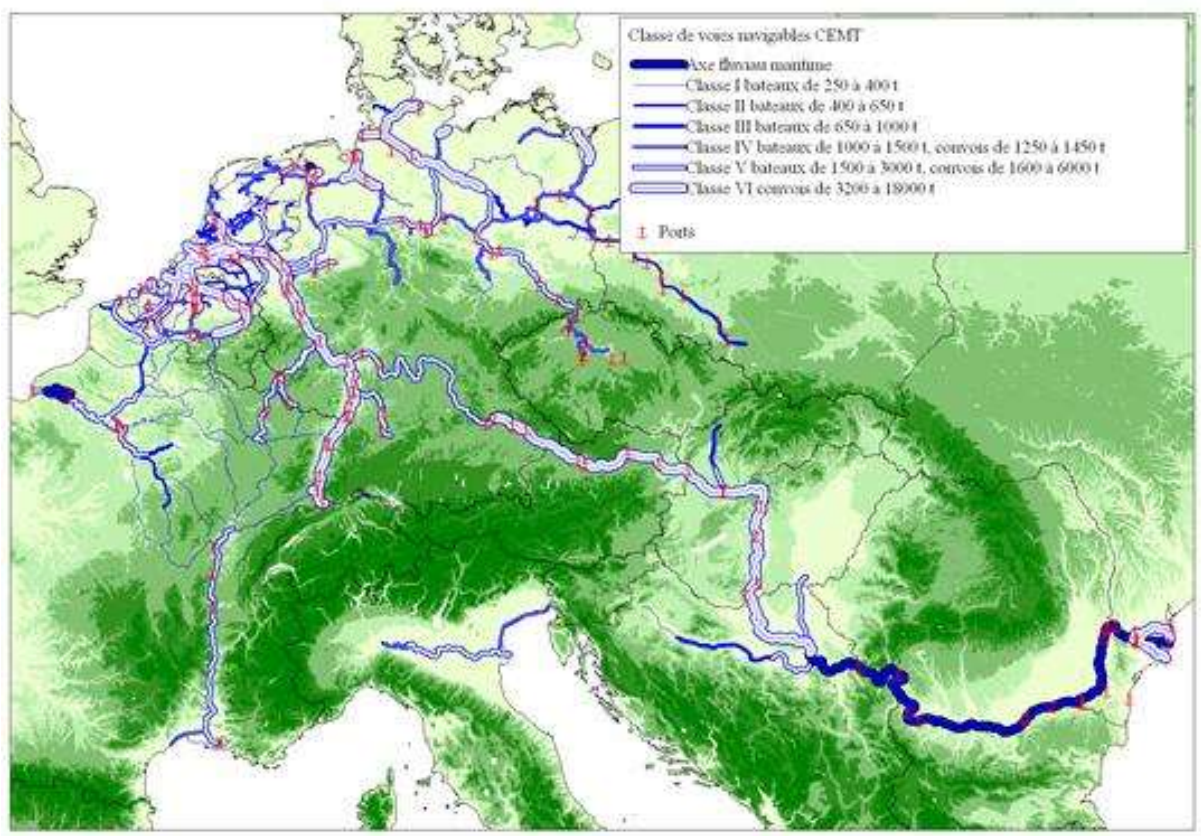 Classe de voies navigables CEMT
Axe fluviau maritime
Classe I bateaux de 250 à 400 t
Classe II bateaux de 400 à 650 t
Classe III bateaux de 650 à 1000 t
Classe IV bateaux de 1000 à 1500 t, convois de 1250 à 1450 t
Classe V bateaux de 1500 à 3000 t, convois de 1600 à 6000 t
Classe VI convois de 3200 à 18000 t
Ports